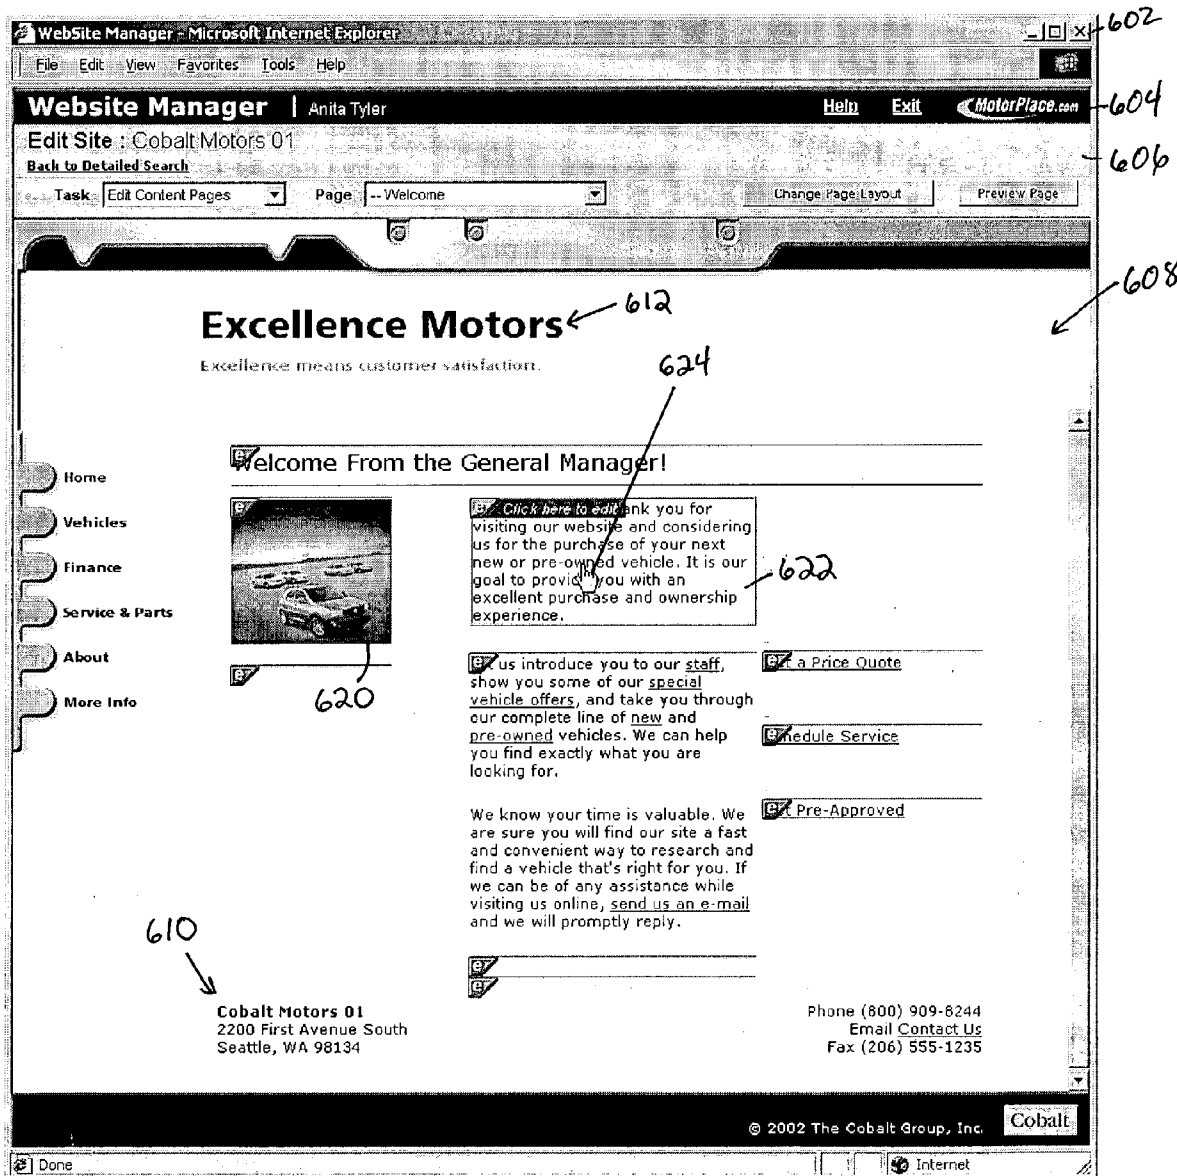 WebSite Manager - Microsoft Internet Explorer
602
File Edit View Favorites Tools Help
Website Manager | Anita Tyler Help Exit MotorPlace.com
604
Edit Site : Cobalt Motors 01
606
Back to Detailed Search
Task Edit Content Pages Page -- Welcome Change Page Layout Preview Page
608
612
Excellence Motors
Excellence means customer satisfaction.
624
Welcome From the General Manager!
Home
Vehicles
Finance
Service & Parts
About
More Info
620
Click here to edit ank you for
visiting our website and considering
us for the purchase of your next
new or pre-owned vehicle. It is our
goal to provid you with an
excellent purchase and ownership
experience.
622
et us introduce you to our staff,
show you some of our special
vehicle offers, and take you through
our complete line of new and
pre-owned vehicles. We can help
you find exactly what you are
looking for.
We know your time is valuable. We
are sure you will find our site a fast
and convenient way to research and
find a vehicle that's right for you. If
we can be of any assistance while
visiting us online, send us an e-mail
and we will promptly reply.
t a Price Quote
hedule Service
t Pre-Approved
610
Cobalt Motors 01
2200 First Avenue South
Seattle, WA 98134
Phone (800) 909-8244
Email Contact Us
Fax (206) 555-1235
© 2002 The Cobalt Group, Inc. Cobalt
Done Internet